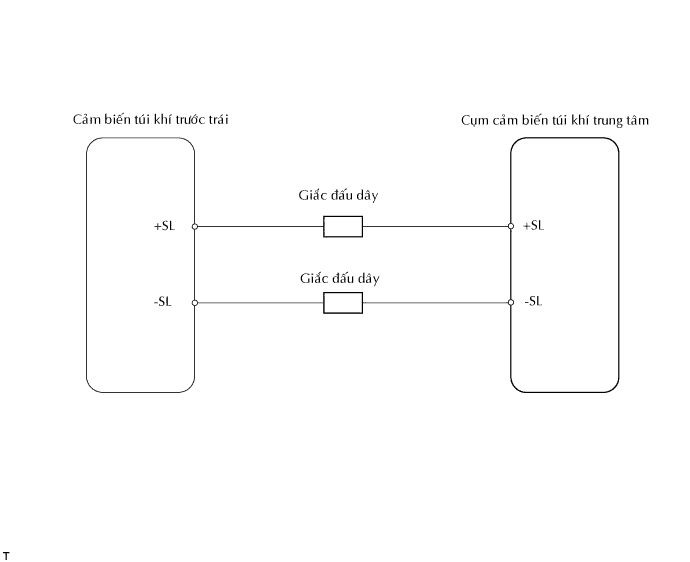 Cảm biến túi khí trước trái
Cụm cảm biến túi khí trung tâm
Giắc đấu dây
+SL
+SL
Giắc đấu dây
-SL
-SL
T